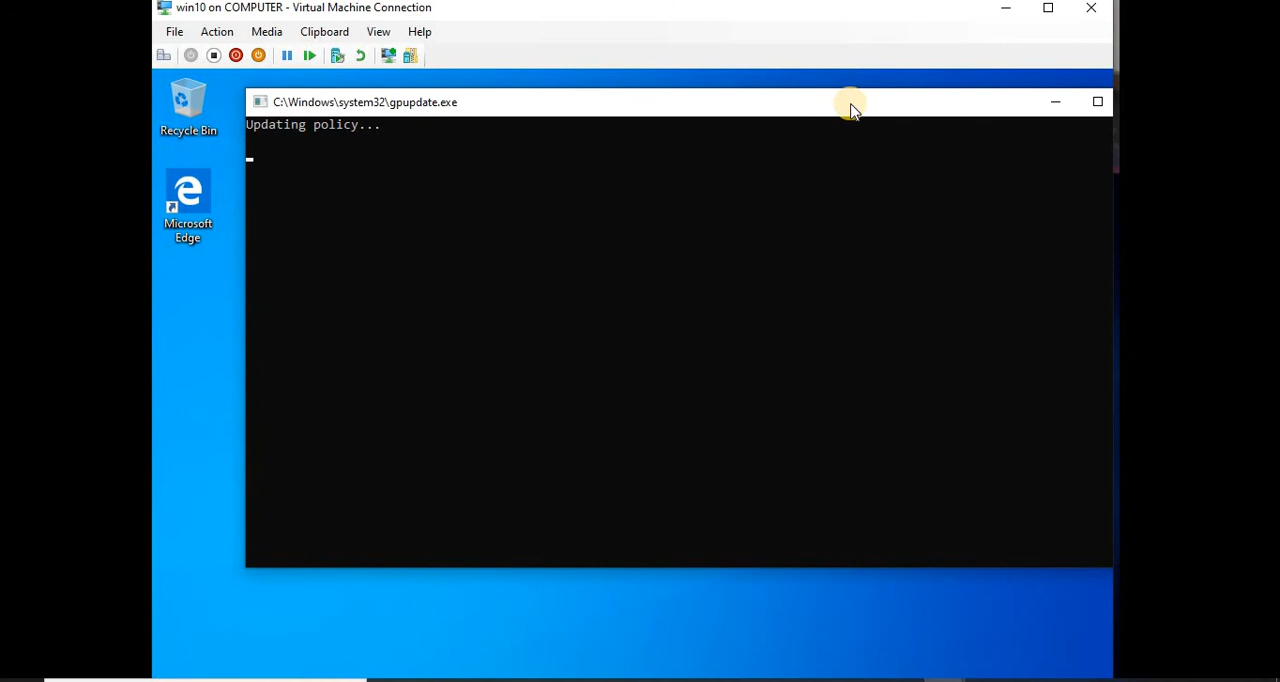 win10 on COMPUTER - Virtual Machine Connection
File Action Media Clipboard View Help
Recycle Bin
Microsoft
Edge
C:\Windows\system32\gpupdate.exe
Updating policy...